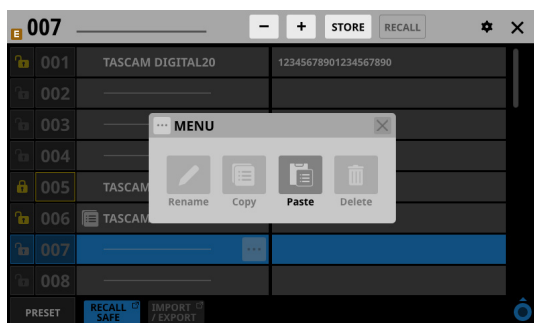 E 007 - + STORE RECALL
001 TASCAM DIGITAL20 12345678901234567890
002
003
MENU
004
Rename Copy Paste Delete
005 TASCAM
006 TASCAM
007
008
PRESET RECALL SAFE IMPORT / EXPORT